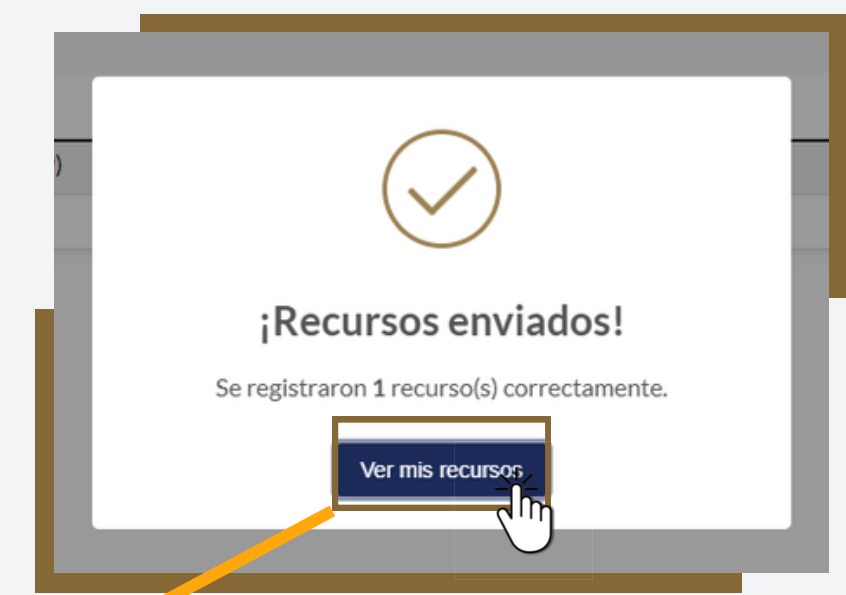 )
¡Recursos enviados!
Se registraron 1 recurso(s) correctamente.
Ver mis recursos